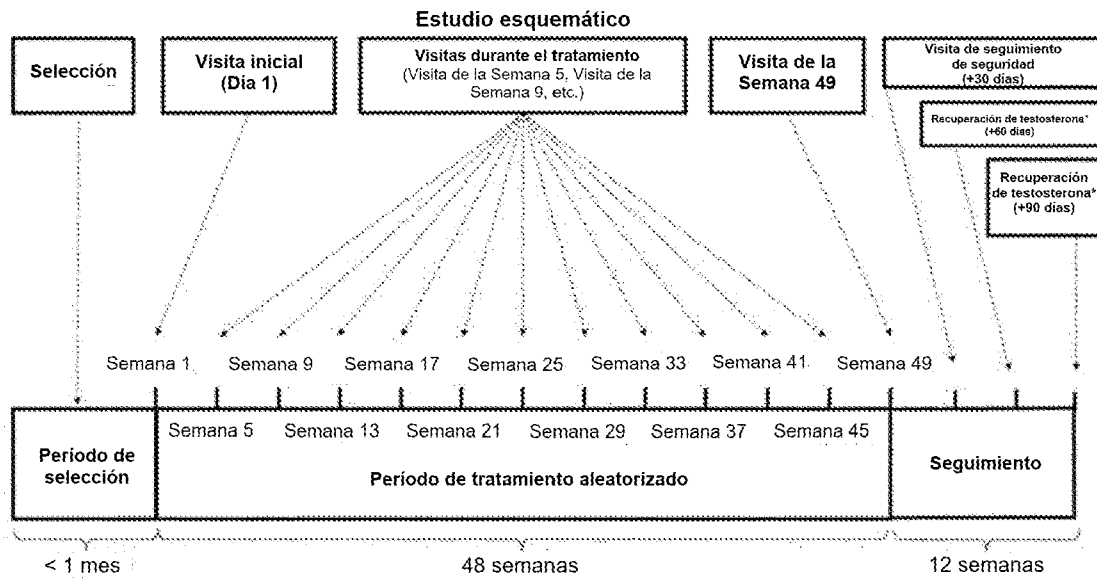 Estudio esquemático
Selección
Visita inicial
(Día 1)
Visitas durante el tratamiento
(Visita de la Semana 5, Visita de la
Semana 9, etc.)
Visita de la
Semana 49
Visita de seguimiento
de seguridad
(+30 días)
Recuperación de testosterona*
(+60 días)
Recuperación
de testosterona*
(+90 días)
Semana 1 Semana 9 Semana 17 Semana 25 Semana 33 Semana 41 Semana 49
Semana 5 Semana 13 Semana 21 Semana 29 Semana 37 Semana 45
Período de
selección
Período de tratamiento aleatorizado
Seguimiento
< 1 mes 48 semanas 12 semanas